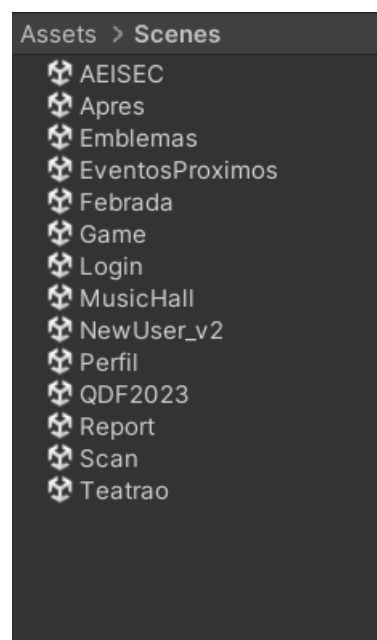 Assets > Scenes
AEISEC
Apres
Emblemas
EventosProximos
Febrada
Game
Login
MusicHall
NewUser_v2
Perfil
QDF2023
Report
Scan
Teatrao